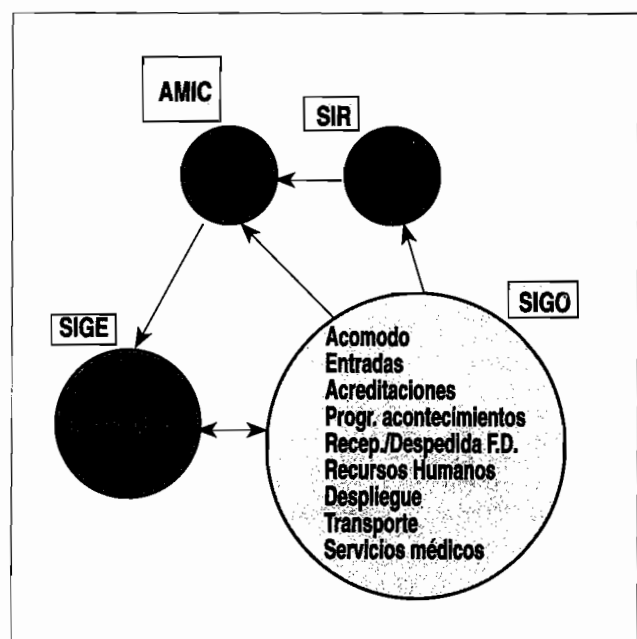 AMIC
SIR
SIGO
SIGE
Acomodo
Entradas
Acreditaciones
Progr. acontecimientos
Recep./Despedida F.D.
Recursos Humanos
Despliegue
Transporte
Servicios médicos